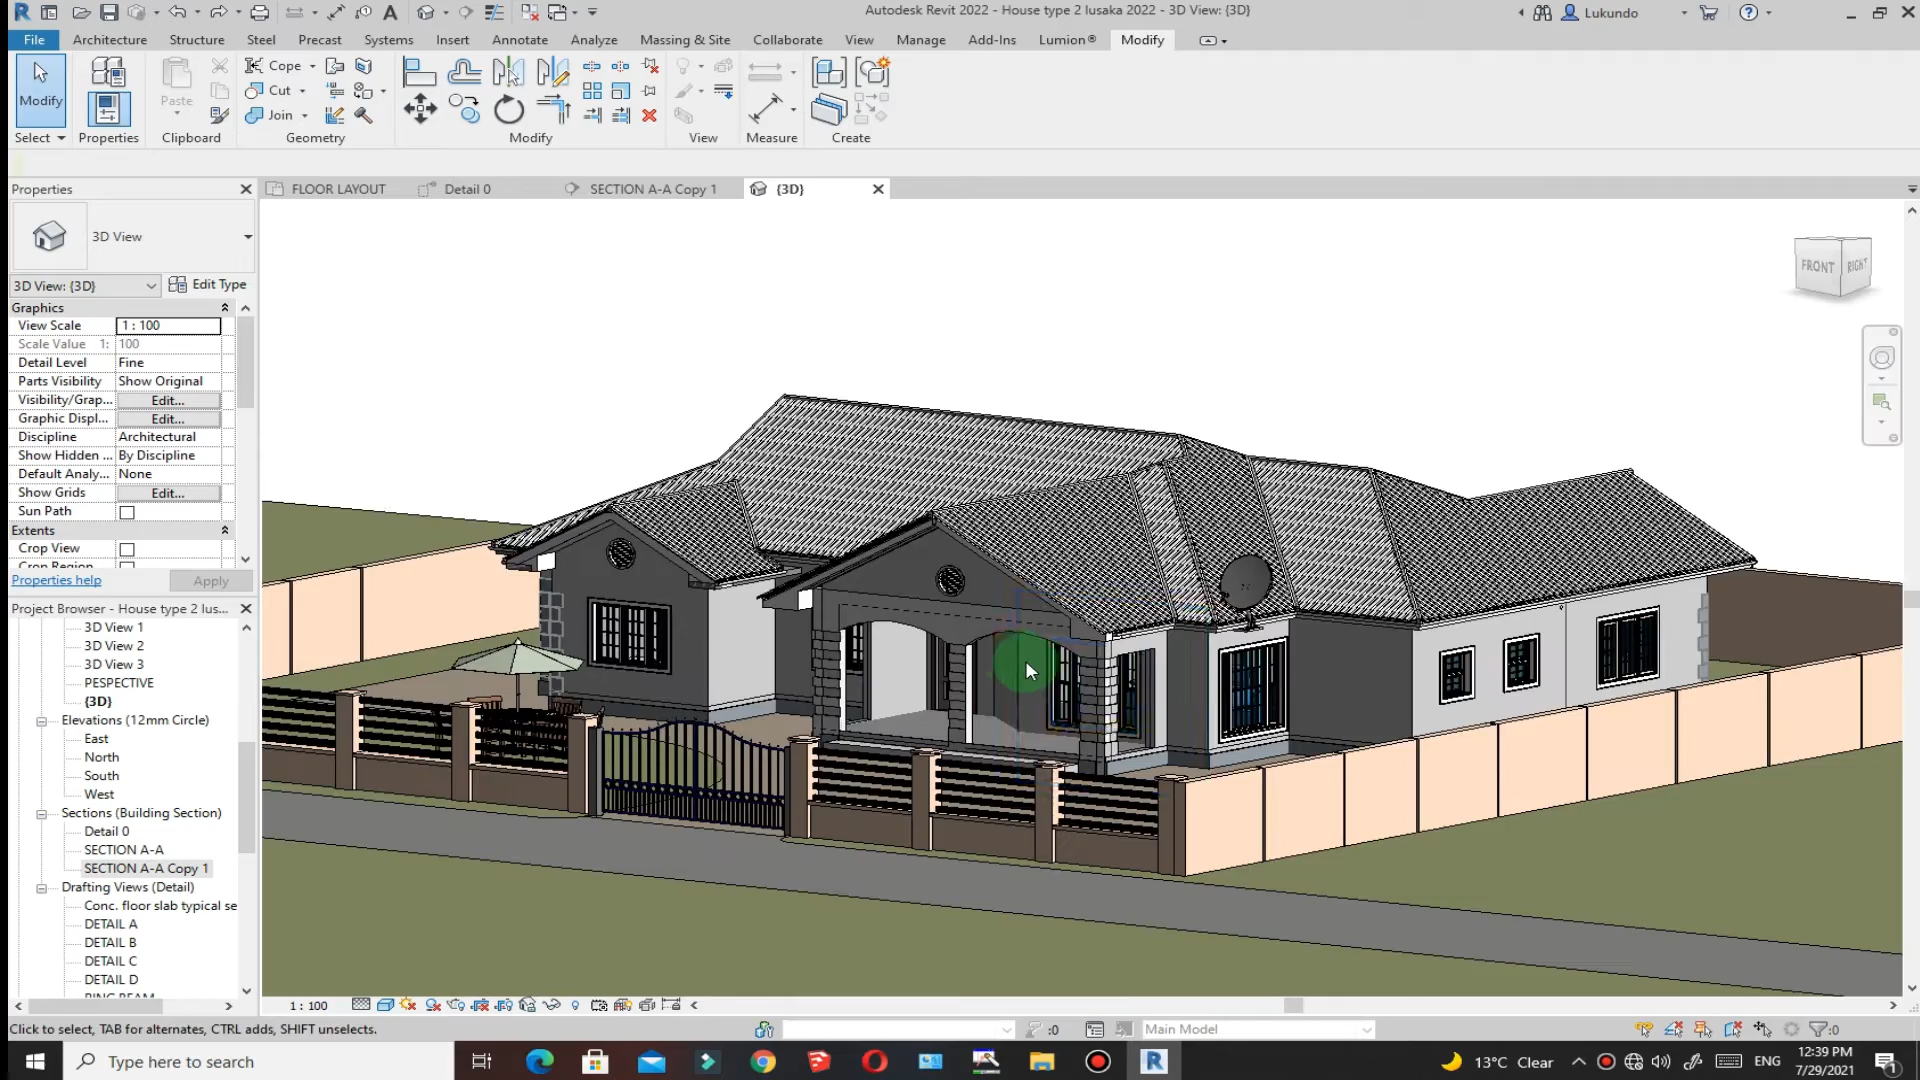 Autodesk Revit 2022 - House type 2 lusaka 2022 - 3D View: {3D}
Lukundo
File Architecture Structure Steel Precast Systems Insert Annotate Analyze Massing & Site Collaborate View Manage Add-Ins Lumion® Modify
Modify
Paste
Cope
Cut
Join
Select Properties Clipboard Geometry Modify View Measure Create
Properties
FLOOR LAYOUT
Detail 0
SECTION A-A Copy 1
{3D}
3D View
3D View: {3D}
Edit Type
Graphics
View Scale 1 : 100
Scale Value 1: 100
Detail Level Fine
Parts Visibility Show Original
Visibility/Grap... Edit...
Graphic Displ... Edit...
Discipline Architectural
Show Hidden ... By Discipline
Default Analy... None
Show Grids Edit...
Sun Path
Extents
Crop View
Crop Region
Properties help
Apply
Project Browser - House type 2 lus...
3D View 1
3D View 2
3D View 3
PESPECTIVE
{3D}
Elevations (12mm Circle)
East
North
South
West
Sections (Building Section)
Detail 0
SECTION A-A
SECTION A-A Copy 1
Drafting Views (Detail)
Conc. floor slab typical se
DETAIL A
DETAIL B
DETAIL C
DETAIL D
RING BEAM
FRONT
RIGHT
1 : 100
Click to select, TAB for alternates, CTRL adds, SHIFT unselects.
:0
Main Model
:0
Type here to search
13°C Clear
ENG
12:39 PM
7/29/2021
1